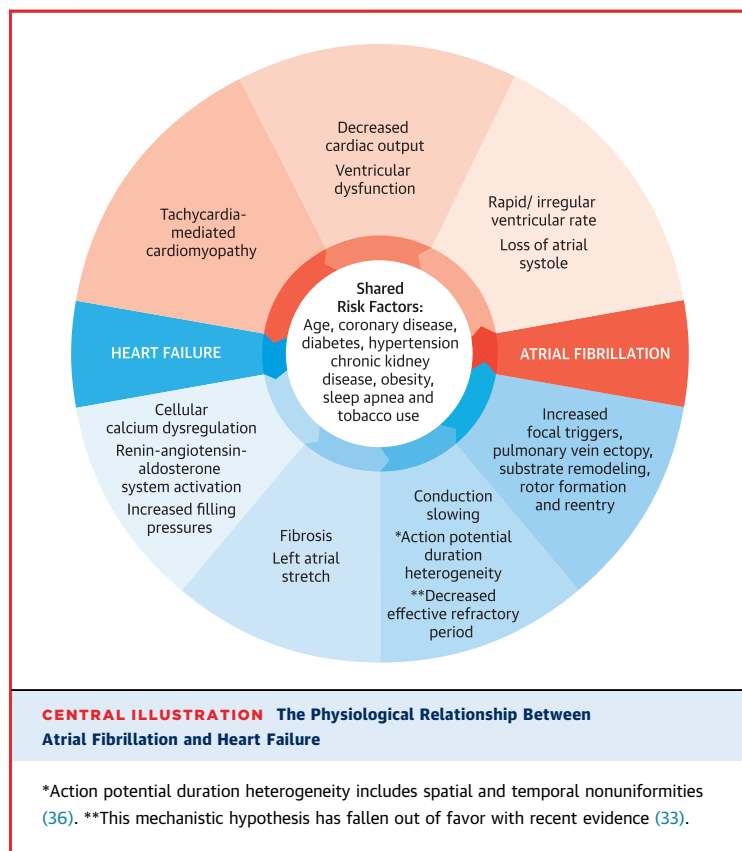 Decreased
cardiac output
Ventricular
dysfunction
Rapid/ irregular
ventricular rate
Loss of atrial
systole
Tachycardia-
mediated
cardiomyopathy
Shared
Risk Factors:
Age, coronary disease,
diabetes, hypertension
chronic kidney
disease, obesity,
sleep apnea and
tobacco use
HEART FAILURE
ATRIAL FIBRILLATION
Cellular
calcium dysregulation
Renin-angiotensin-
aldosterone
system activation
Increased filling
pressures
Fibrosis
Left atrial
stretch
Conduction
slowing
*Action potential
duration
heterogeneity
**Decreased
effective refractory
period
Increased
focal triggers,
pulmonary vein ectopy,
substrate remodeling,
rotor formation
and reentry
CENTRAL ILLUSTRATION The Physiological Relationship Between
Atrial Fibrillation and Heart Failure
*Action potential duration heterogeneity includes spatial and temporal nonuniformities
(36). **This mechanistic hypothesis has fallen out of favor with recent evidence (33).